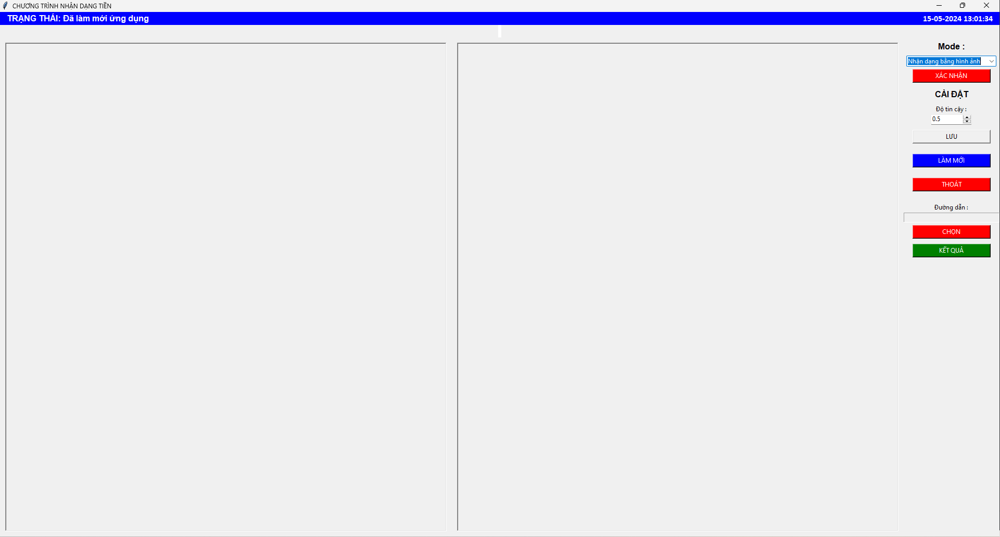 CHƯƠNG TRÌNH NHẬN DẠNG TIỀN
TRẠNG THÁI: Đã làm mới ứng dụng
15-05-2024 13:01:34
Mode :
Nhận dạng bằng hình ảnh
XÁC NHẬN
CÀI ĐẶT
Độ tin cậy :
0.5
LƯU
LÀM MỚI
THOÁT
Đường dẫn :
CHỌN
KẾT QUẢ